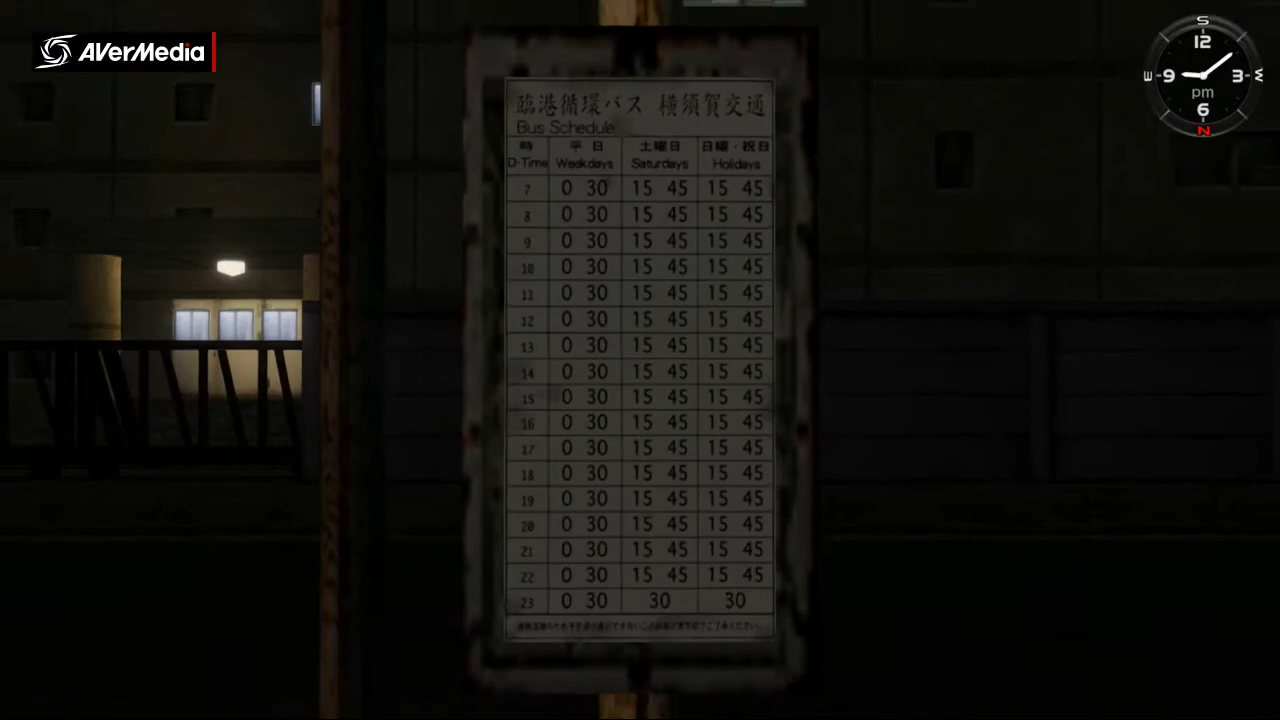 AVerMedia
S
12
E 9 3 W
pm
6
N
臨港循環バス 横須賀交通
Bus Schedule
時 平日 土曜日 日曜・祝日
D-Time Weekdays Saturdays Holidays
7 0 30 15 45 15 45
8 0 30 15 45 15 45
9 0 30 15 45 15 45
10 0 30 15 45 15 45
11 0 30 15 45 15 45
12 0 30 15 45 15 45
13 0 30 15 45 15 45
14 0 30 15 45 15 45
15 0 30 15 45 15 45
16 0 30 15 45 15 45
17 0 30 15 45 15 45
18 0 30 15 45 15 45
19 0 30 15 45 15 45
20 0 30 15 45 15 45
21 0 30 15 45 15 45
22 0 30 15 45 15 45
23 0 30 30 30